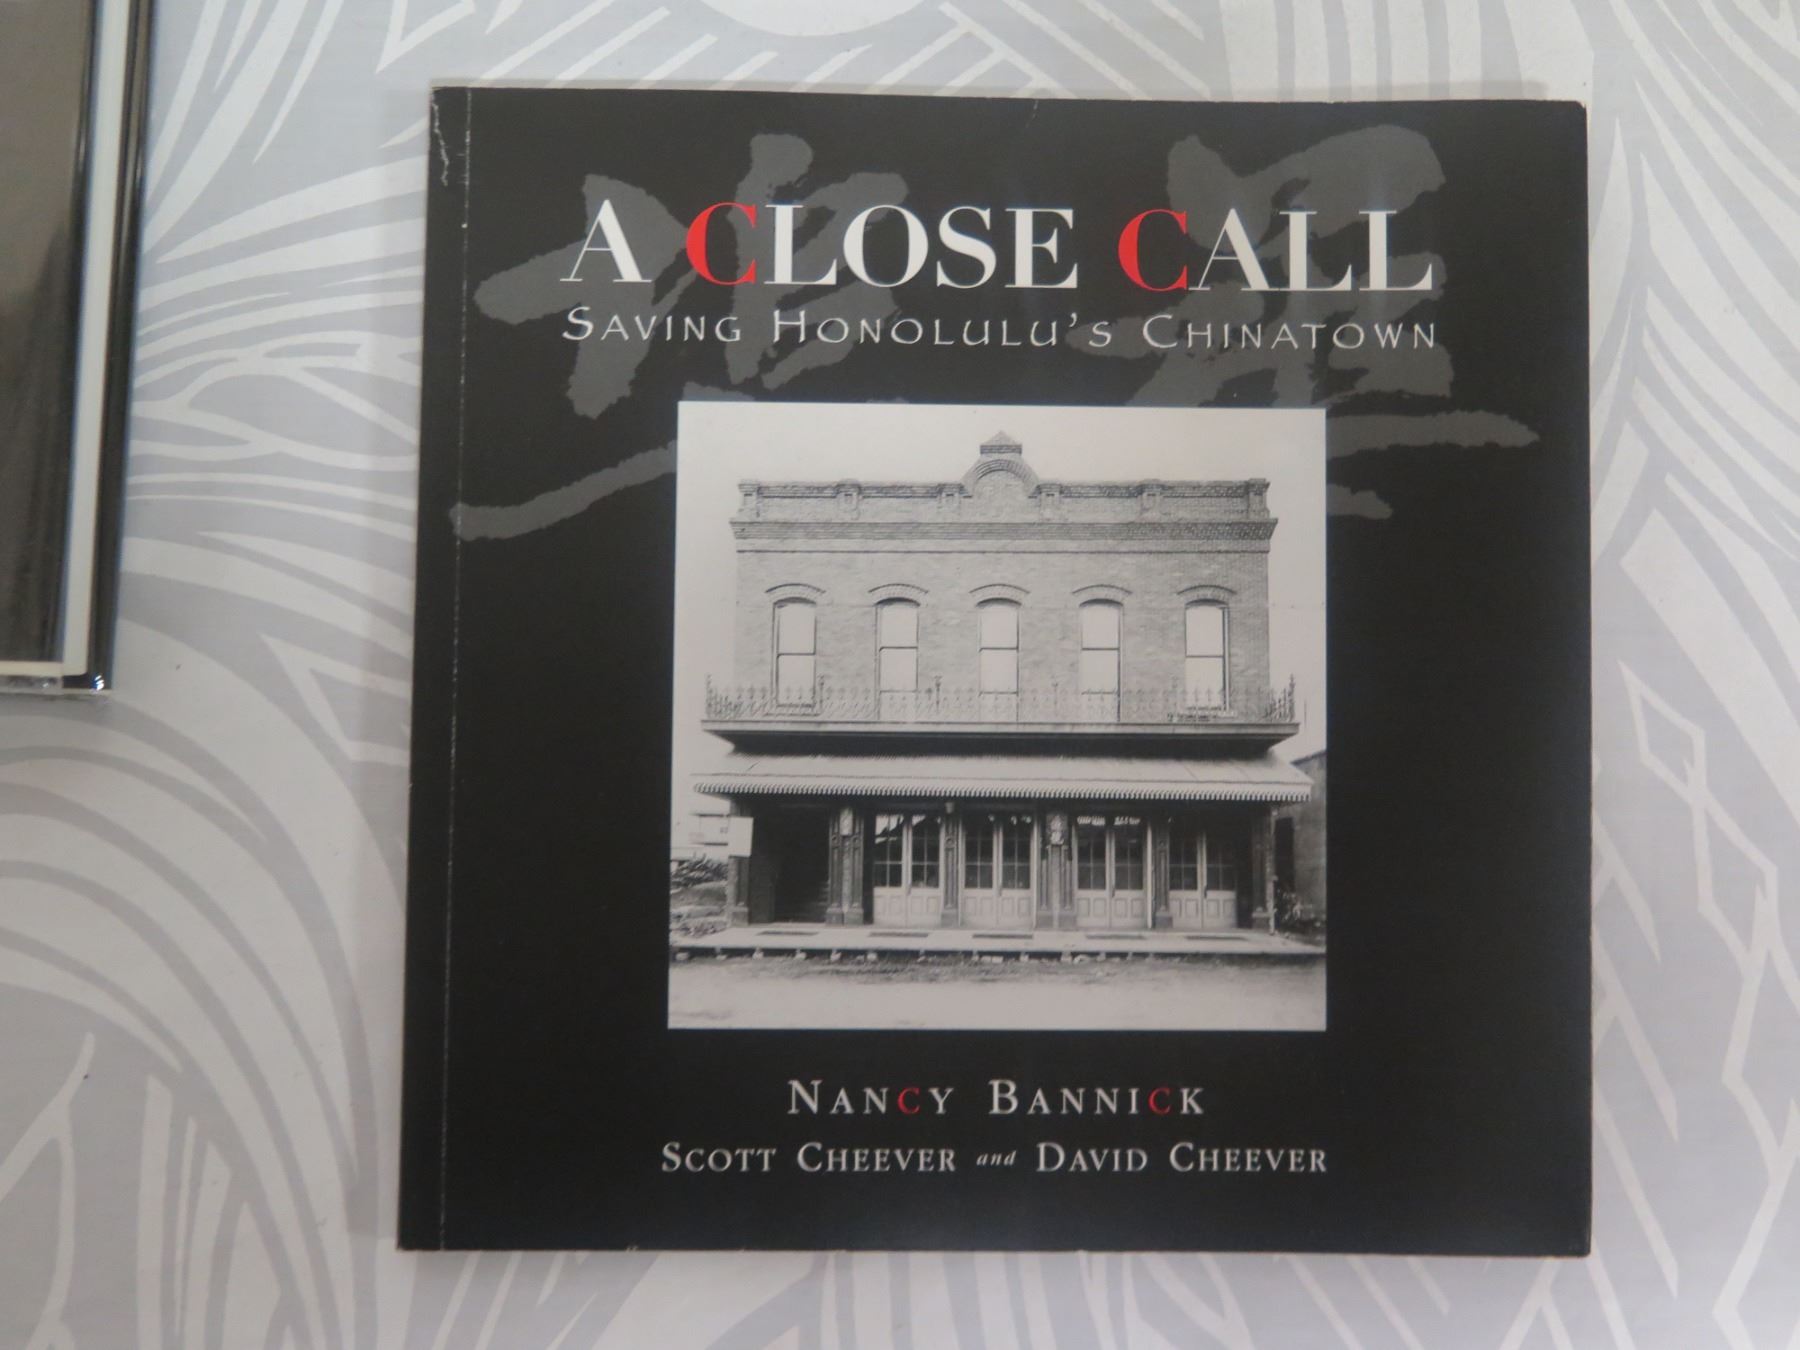 A CLOSE CALL
SAVING HONOLULU'S CHINATOWN
NANCY BANNICK
SCOTT CHEEVER and DAVID CHEEVER